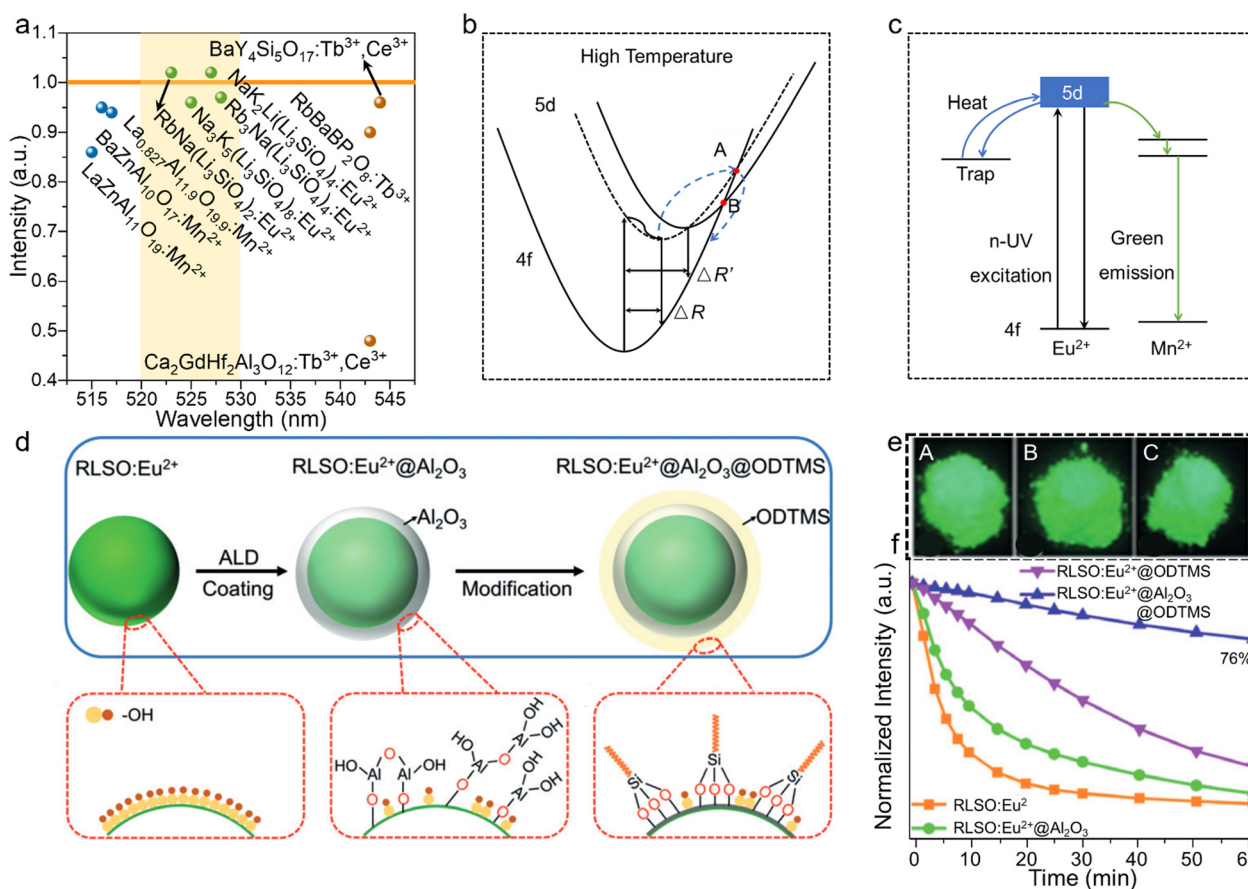 a
1.1
1.0
0.9
0.8
0.7
0.6
0.5
0.4
Intensity (a.u.)
515 520 525 530 535 540 545
Wavelength (nm)
BaY₄Si₅O₁₇:Tb³⁺,Ce³⁺
RbBaBP₂O₈:Tb³⁺
NaK₂Li(Li₃SiO₄)₄:Eu²⁺
Rb₃Na(Li₃SiO₄)₄:Eu²⁺
Na₃K₅(Li₃SiO₄)₈:Eu²⁺
RbNa(Li₃SiO₄)₂:Eu²⁺
La₀.₈₂₇Al₁₁.₉O₁₉.₉:Mn²⁺
BaZnAl₁₀O₁₇:Mn²⁺
LaZnAl₁₁O₁₉:Mn²⁺
Ca₂GdHf₂Al₃O₁₂:Tb³⁺,Ce³⁺
b
High Temperature
5d
A
B
4f
△R'
△R
c
5d
Heat
Trap
n-UV
excitation
Green
emission
4f
Eu²⁺
Mn²⁺
d
RLSO:Eu²⁺
RLSO:Eu²⁺@Al₂O₃
RLSO:Eu²⁺@Al₂O₃@ODTMS
Al₂O₃
ODTMS
ALD
Coating
Modification
-OH
HO Al O Al OH
O O
HO Al O Al OH
OH
O
Al OH
OH
O
Si Si Si
O O O O O O O O O
e
A B C
f
RLSO:Eu²⁺@ODTMS
RLSO:Eu²⁺@Al₂O₃
@ODTMS
76%
RLSO:Eu²
RLSO:Eu²⁺@Al₂O₃
Normalized Intensity (a.u.)
0 10 20 30 40 50
Time (min)